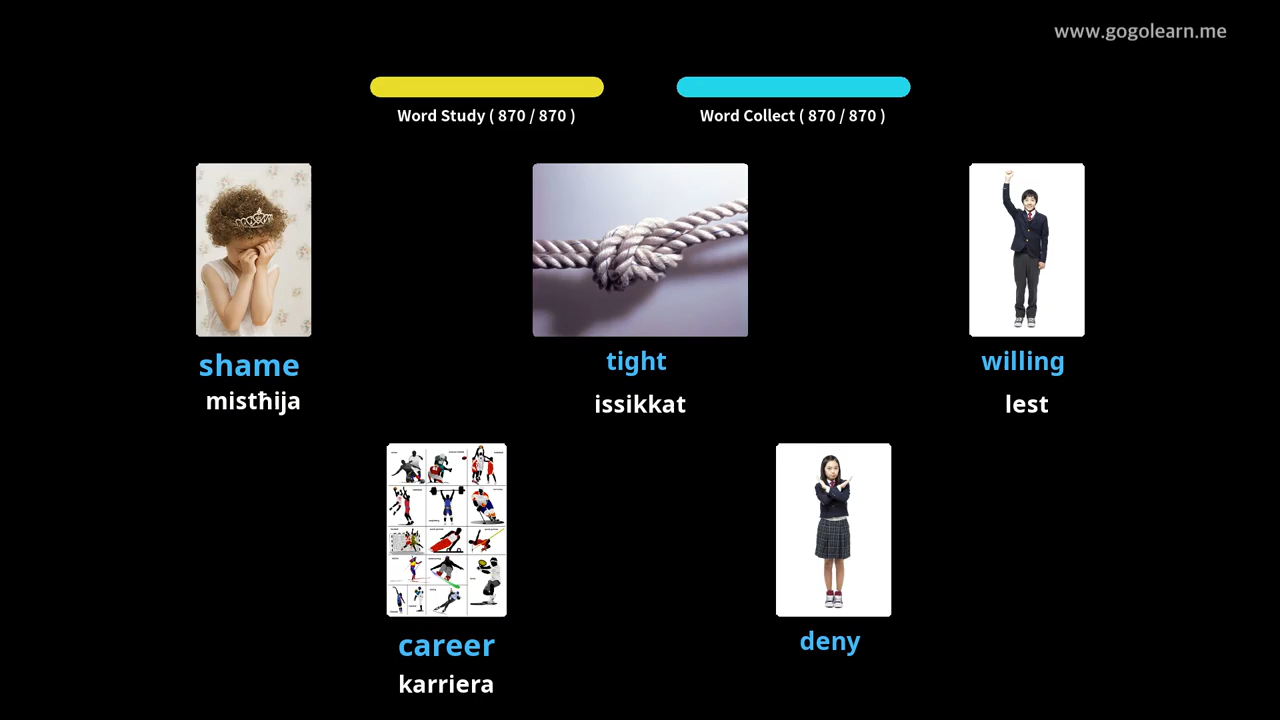 www.gogolearn.me
Word Study ( 870 / 870 )
Word Collect ( 870 / 870 )
shame
mistħija
tight
issikkat
willing
lest
career
karriera
deny